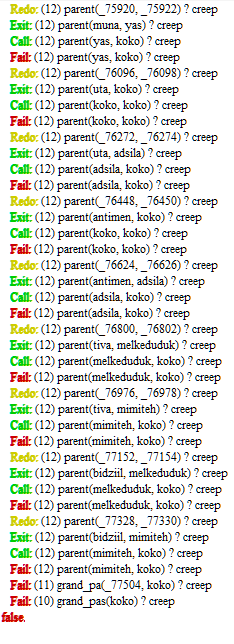 Redo: (12) parent(_75920, _75922) ? creep
Exit: (12) parent(muna, yas) ? creep
Call: (12) parent(yas, koko) ? creep
Fail: (12) parent(yas, koko) ? creep
Redo: (12) parent(_76096, _76098) ? creep
Exit: (12) parent(uta, koko) ? creep
Call: (12) parent(koko, koko) ? creep
Fail: (12) parent(koko, koko) ? creep
Redo: (12) parent(_76272, _76274) ? creep
Exit: (12) parent(uta, adsila) ? creep
Call: (12) parent(adsila, koko) ? creep
Fail: (12) parent(adsila, koko) ? creep
Redo: (12) parent(_76448, _76450) ? creep
Exit: (12) parent(antimen, koko) ? creep
Call: (12) parent(koko, koko) ? creep
Fail: (12) parent(koko, koko) ? creep
Redo: (12) parent(_76624, _76626) ? creep
Exit: (12) parent(antimen, adsila) ? creep
Call: (12) parent(adsila, koko) ? creep
Fail: (12) parent(adsila, koko) ? creep
Redo: (12) parent(_76800, _76802) ? creep
Exit: (12) parent(tiva, melkeduduk) ? creep
Call: (12) parent(melkeduduk, koko) ? creep
Fail: (12) parent(melkeduduk, koko) ? creep
Redo: (12) parent(_76976, _76978) ? creep
Exit: (12) parent(tiva, mimiteh) ? creep
Call: (12) parent(mimiteh, koko) ? creep
Fail: (12) parent(mimiteh, koko) ? creep
Redo: (12) parent(_77152, _77154) ? creep
Exit: (12) parent(bidziil, melkeduduk) ? creep
Call: (12) parent(melkeduduk, koko) ? creep
Fail: (12) parent(melkeduduk, koko) ? creep
Redo: (12) parent(_77328, _77330) ? creep
Exit: (12) parent(bidziil, mimiteh) ? creep
Call: (12) parent(mimiteh, koko) ? creep
Fail: (12) parent(mimiteh, koko) ? creep
Fail: (11) grand_pa(_77504, koko) ? creep
Fail: (10) grand_pas(koko) ? creep
false.